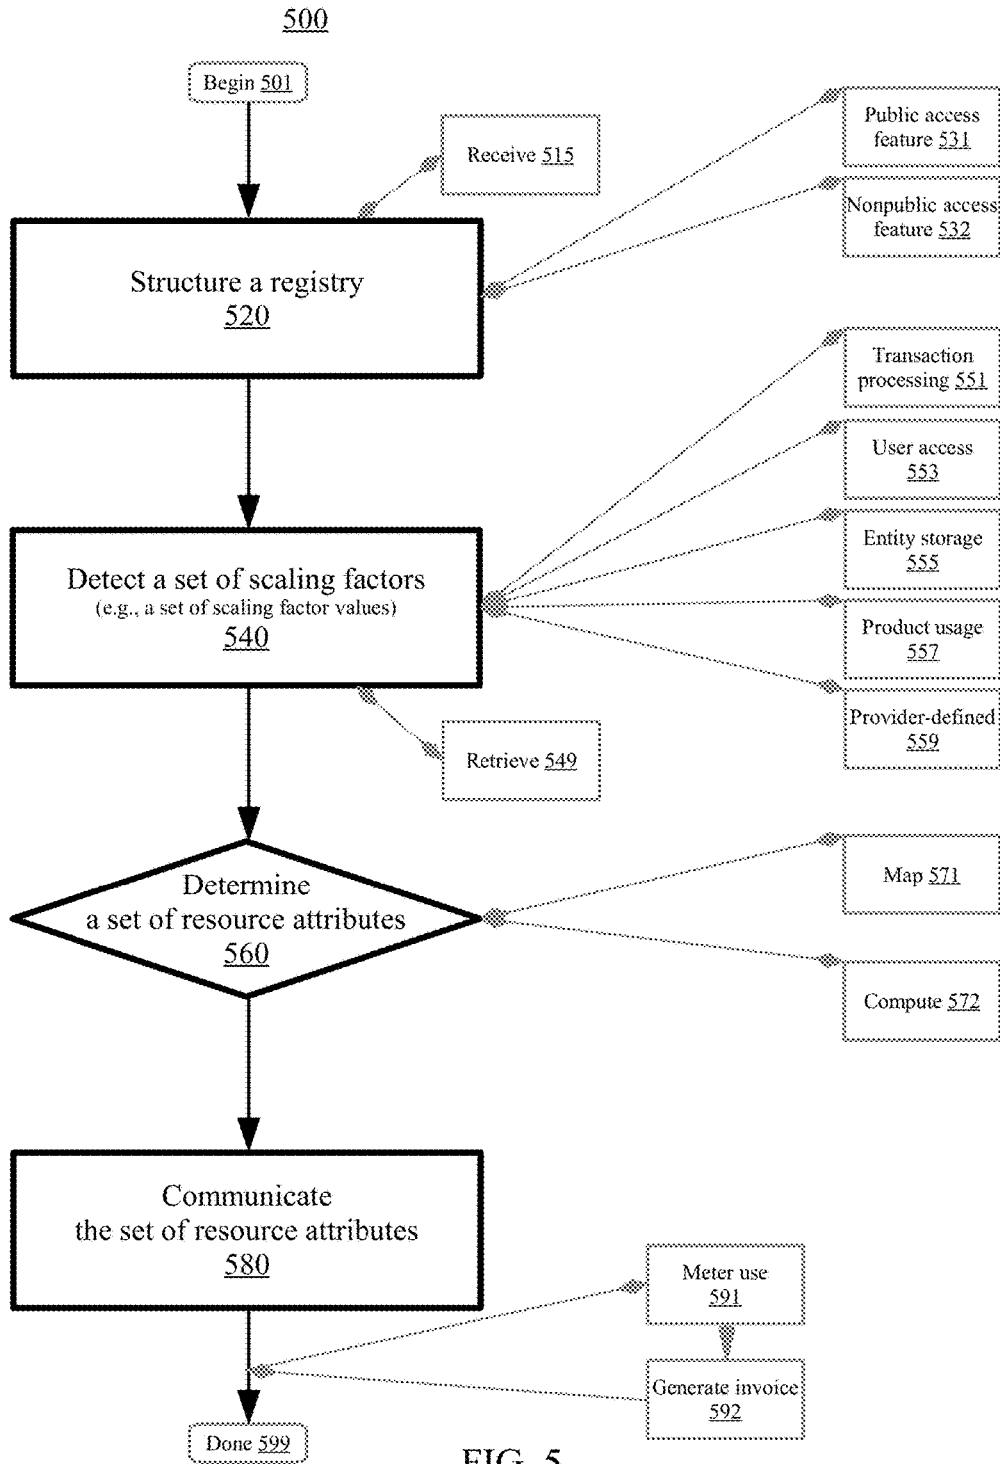 500
Begin 501
Receive 515
Public access
feature 531
Nonpublic access
feature 532
Structure a registry
520
Transaction
processing 551
User access
553
Entity storage
555
Product usage
557
Provider-defined
559
Detect a set of scaling factors
(e.g., a set of scaling factor values)
540
Retrieve 549
Determine
a set of resource attributes
560
Map 571
Compute 572
Communicate
the set of resource attributes
580
Meter use
591
Generate invoice
592
Done 599
FIG. 5